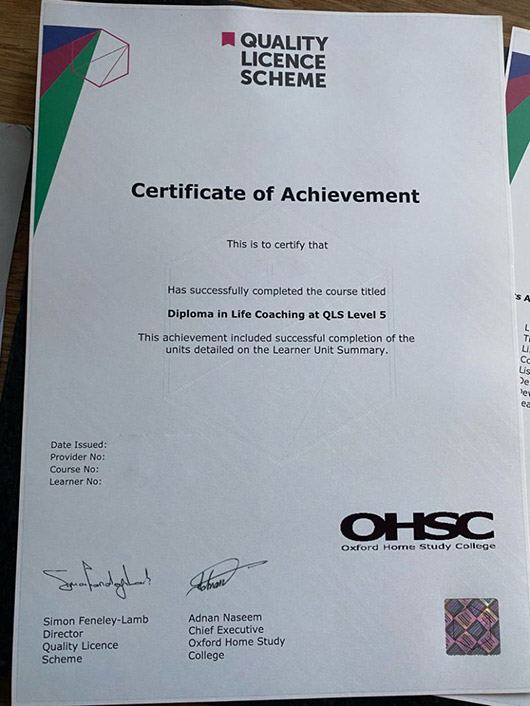 QUALITY
LICENCE
SCHEME
Certificate of Achievement
This is to certify that
Has successfully completed the course titled
Diploma in Life Coaching at QLS Level 5
This achievement included successful completion of the
units detailed on the Learner Unit Summary.
Date Issued:
Provider No:
Course No:
Learner No:
OHSC
Oxford Home Study College
Simon Feneley-Lamb
Director
Quality Licence
Scheme
Adnan Naseem
Chief Executive
Oxford Home Study
College